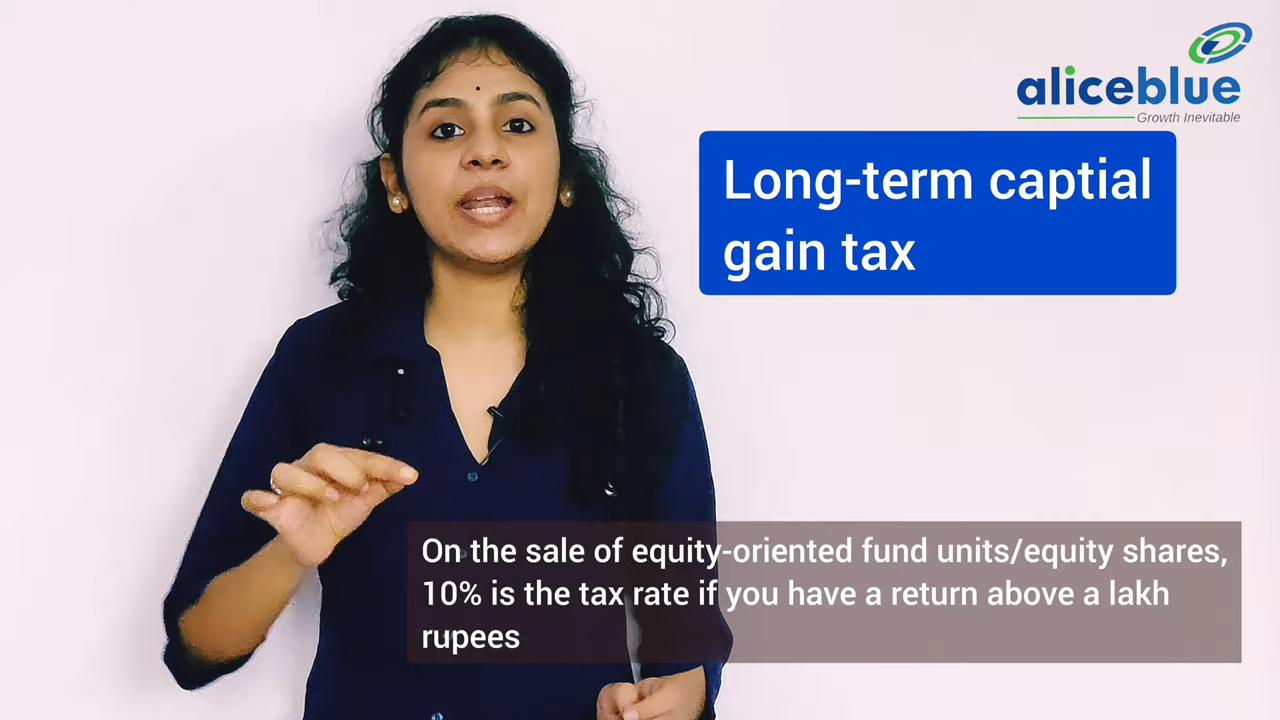 aliceblue
Growth Inevitable
Long-term captial
gain tax
On the sale of equity-oriented fund units/equity shares,
10% is the tax rate if you have a return above a lakh
rupees